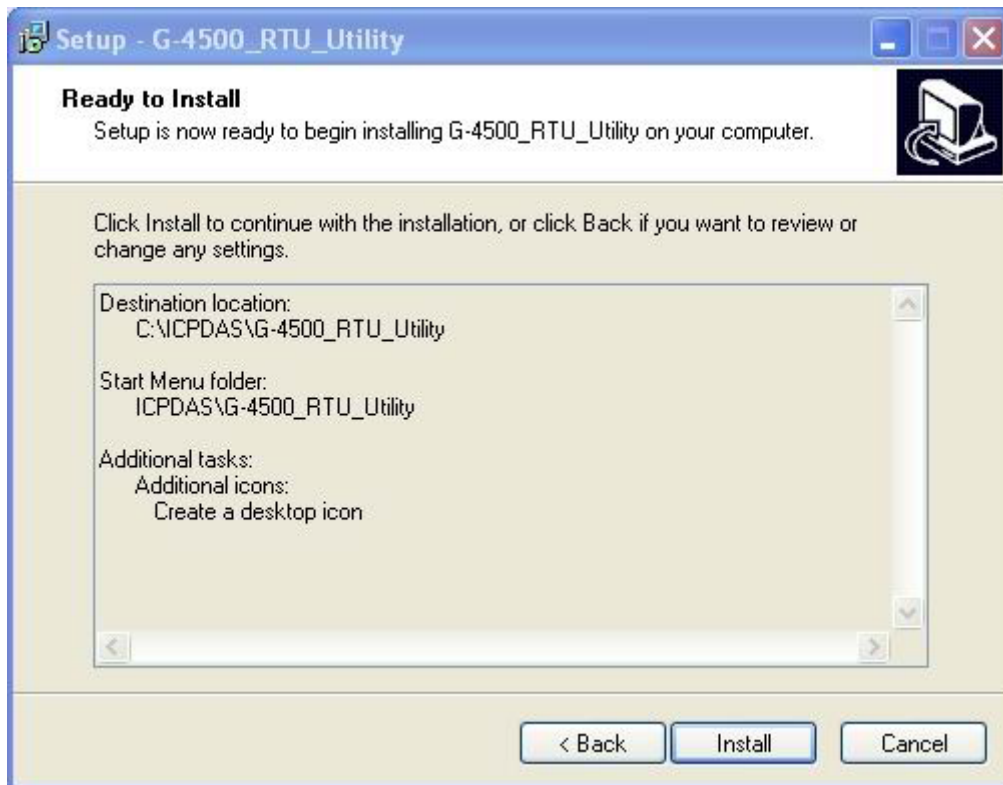 Setup - G-4500_RTU_Utility
Ready to Install
Setup is now ready to begin installing G-4500_RTU_Utility on your computer.
Click Install to continue with the installation, or click Back if you want to review or
change any settings.
Destination location:
C:\ICPDAS\G-4500_RTU_Utility
Start Menu folder:
ICPDAS\G-4500_RTU_Utility
Additional tasks:
Additional icons:
Create a desktop icon
< Back
Install
Cancel